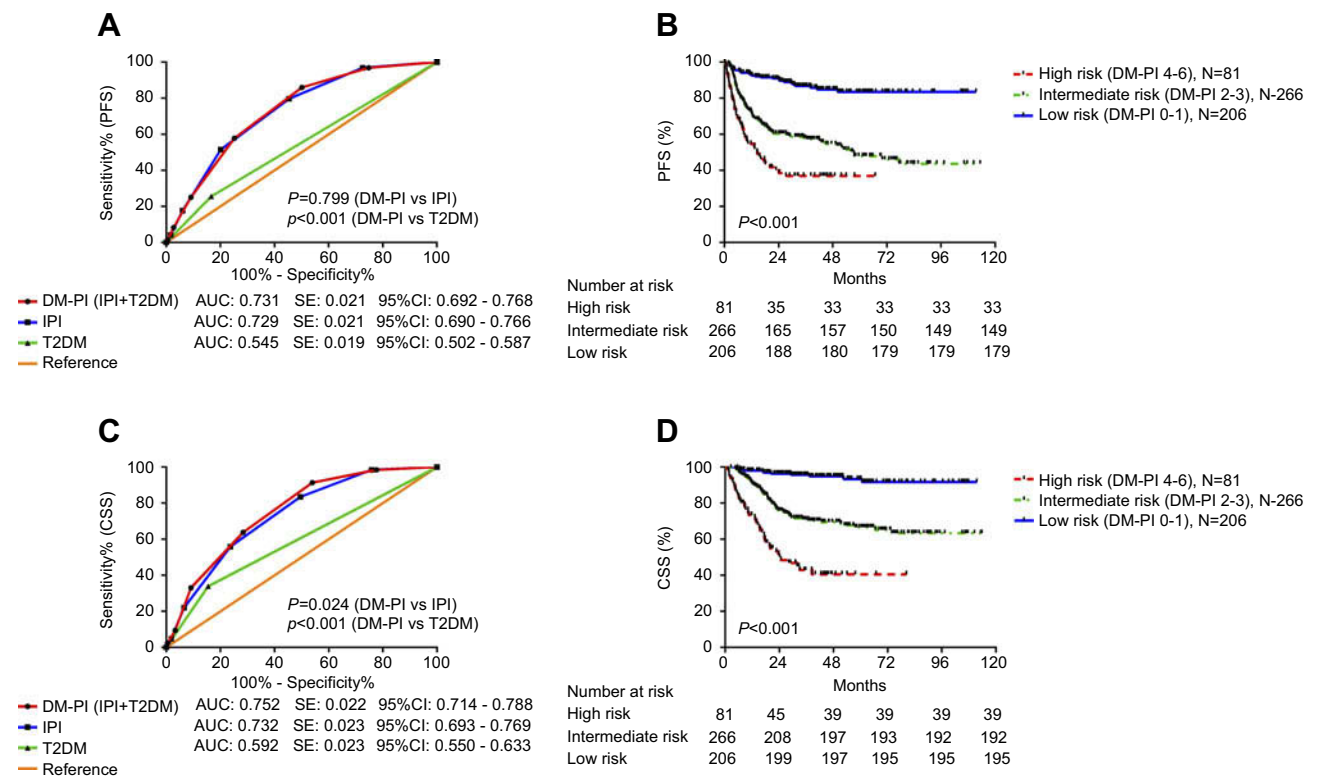 A
Sensitivity% (PFS)
100
80
60
40
20
0
P=0.799 (DM-PI vs IPI)
p<0.001 (DM-PI vs T2DM)
0 20 40 60 80 100
100% - Specificity%
DM-PI (IPI+T2DM) AUC: 0.731 SE: 0.021 95%CI: 0.692 - 0.768
IPI AUC: 0.729 SE: 0.021 95%CI: 0.690 - 0.766
T2DM AUC: 0.545 SE: 0.019 95%CI: 0.502 - 0.587
Reference
B
PFS (%)
100
80
60
40
20
0
P<0.001
0 24 48 72 96 120
Months
High risk (DM-PI 4-6), N=81
Intermediate risk (DM-PI 2-3), N-266
Low risk (DM-PI 0-1), N=206
Number at risk
High risk 81 35 33 33 33 33
Intermediate risk 266 165 157 150 149 149
Low risk 206 188 180 179 179 179
C
Sensitivity% (CSS)
100
80
60
40
20
0
P=0.024 (DM-PI vs IPI)
p<0.001 (DM-PI vs T2DM)
0 20 40 60 80 100
100% - Specificity%
DM-PI (IPI+T2DM) AUC: 0.752 SE: 0.022 95%CI: 0.714 - 0.788
IPI AUC: 0.732 SE: 0.023 95%CI: 0.693 - 0.769
T2DM AUC: 0.592 SE: 0.023 95%CI: 0.550 - 0.633
Reference
D
CSS (%)
100
80
60
40
20
0
P<0.001
0 24 48 72 96 120
Months
High risk (DM-PI 4-6), N=81
Intermediate risk (DM-PI 2-3), N-266
Low risk (DM-PI 0-1), N=206
Number at risk
High risk 81 45 39 39 39 39
Intermediate risk 266 208 197 193 192 192
Low risk 206 199 197 195 195 195